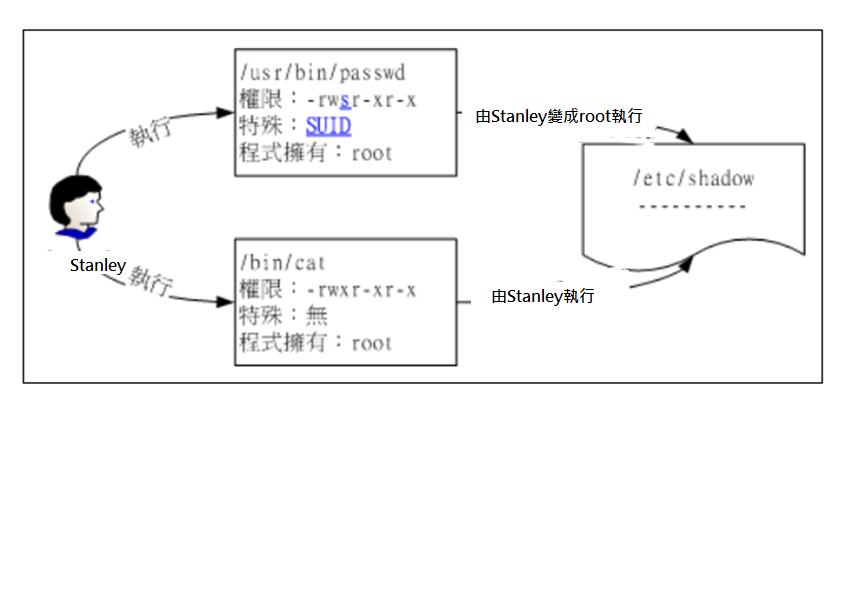 /usr/bin/passwd
權限：-rwsr-xr-x
特殊：SUID
程式擁有：root
執行
由Stanley變成root執行
/etc/shadow
----------
Stanley
執行
/bin/cat
權限：-rwxr-xr-x
特殊：無
程式擁有：root
由Stanley執行